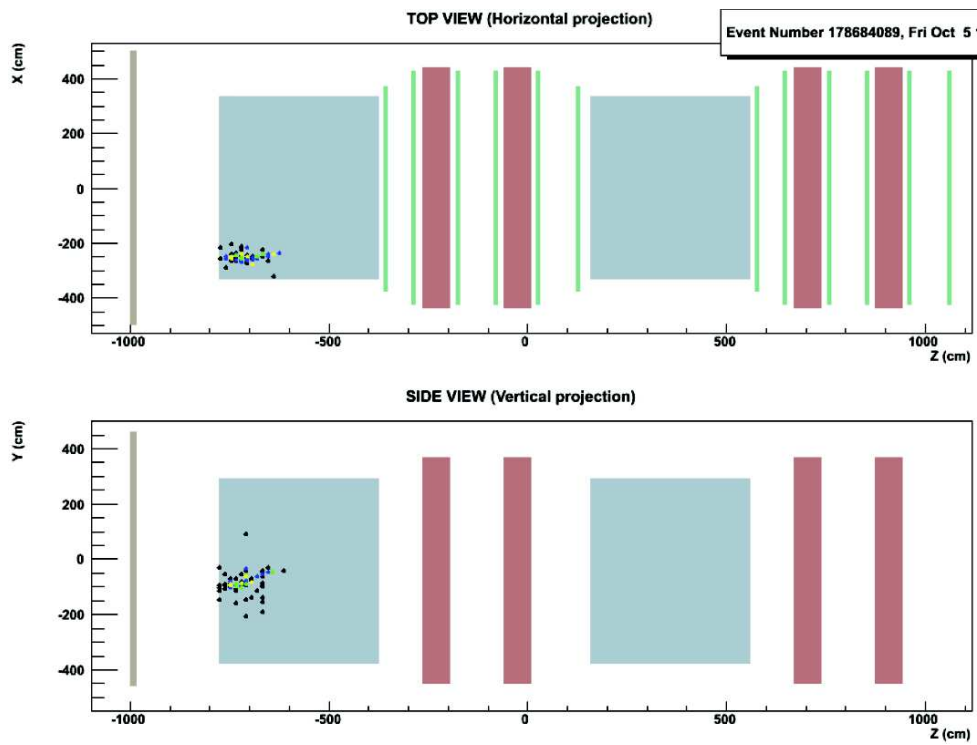 TOP VIEW (Horizontal projection)
Event Number 178684089, Fri Oct 5
X (cm)
400
200
0
-200
-400
-1000
-500
0
500
1000
Z (cm)
SIDE VIEW (Vertical projection)
Y (cm)
400
200
0
-200
-400
-1000
-500
0
500
1000
Z (cm)